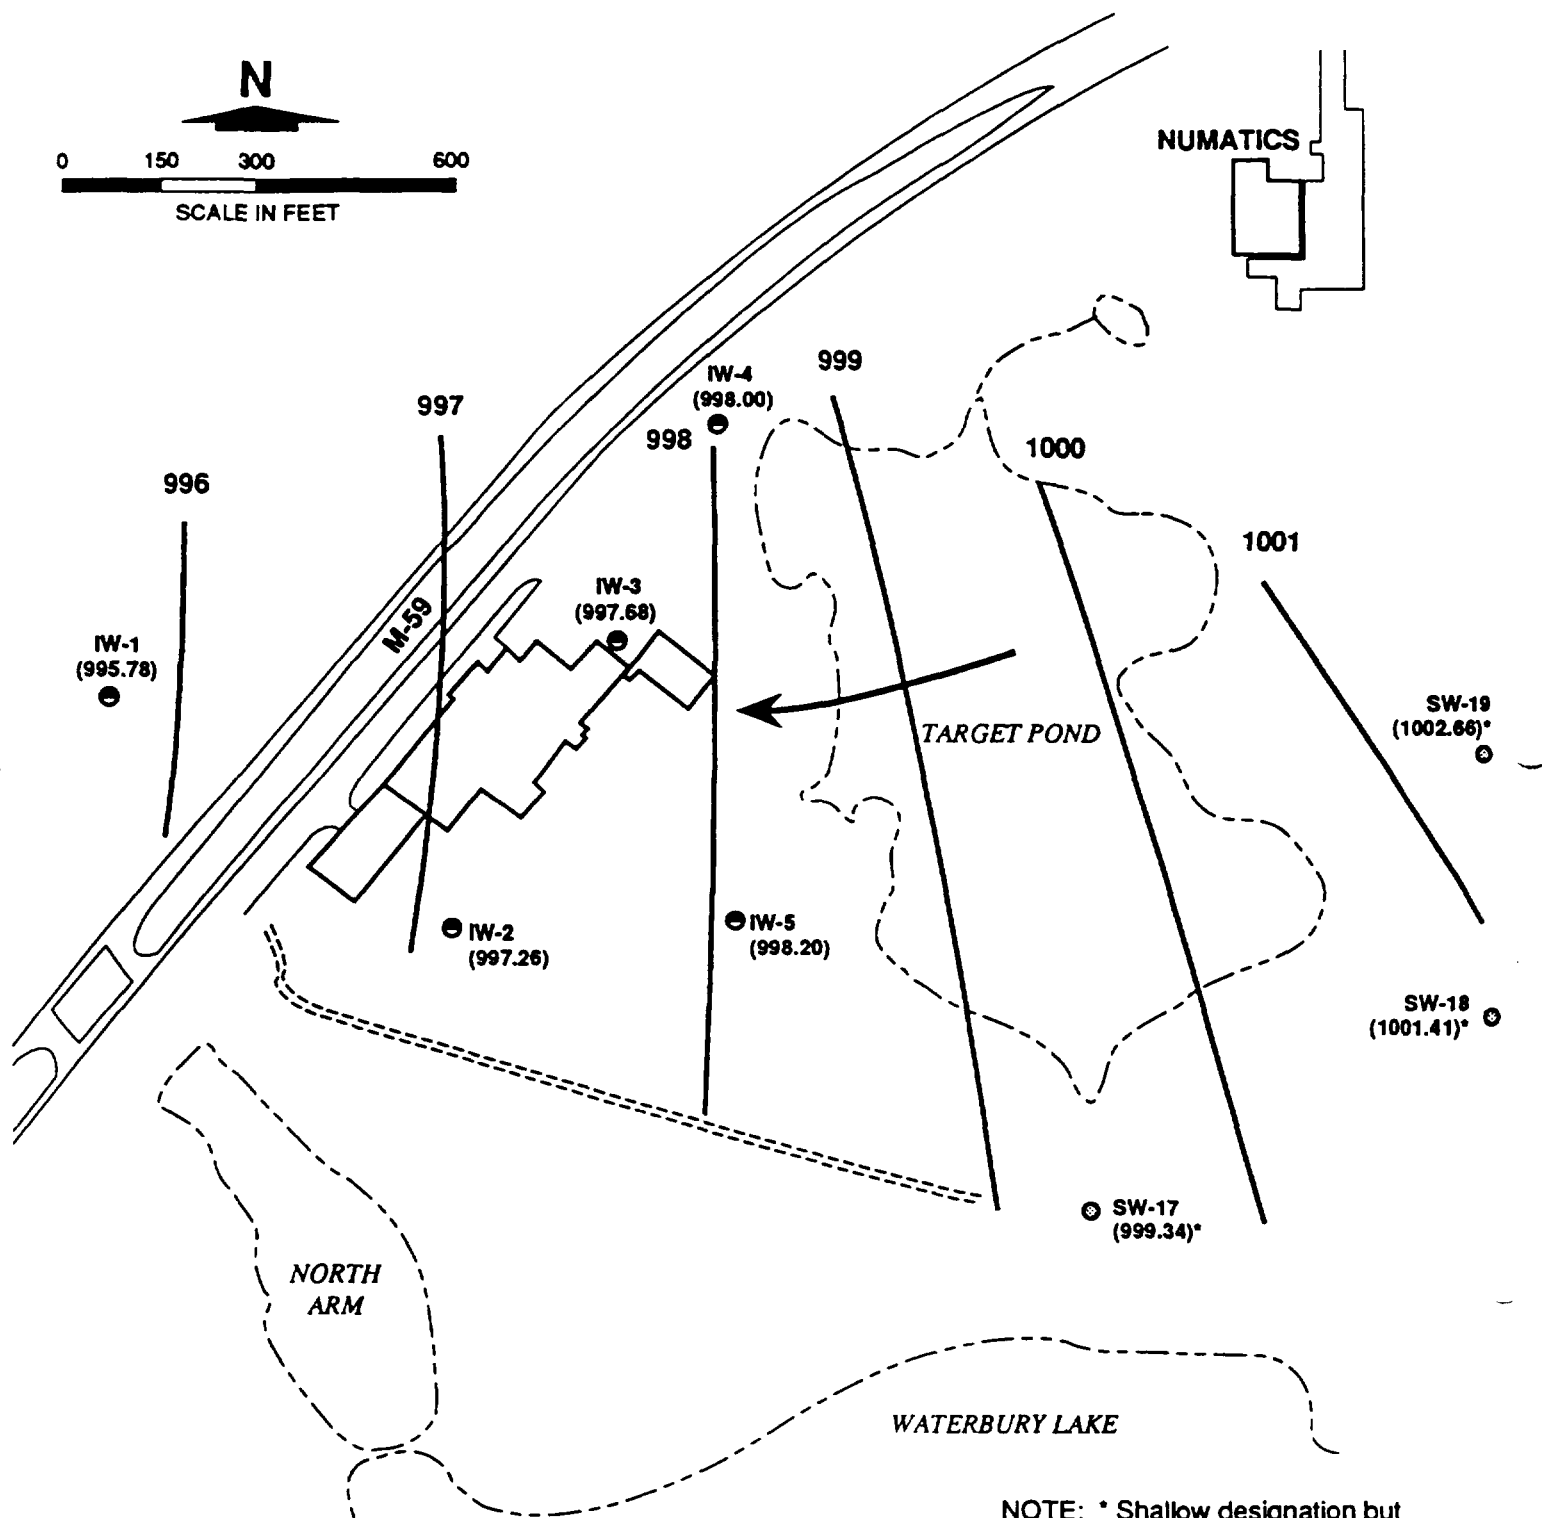 N
0 150 300 600
SCALE IN FEET
NUMATICS
999
IW-4
(998.00)
997
998
1000
996
1001
IW-3
(997.68)
M-59
IW-1
(995.78)
SW-19
(1002.66)*
TARGET POND
IW-2
(997.26)
IW-5
(998.20)
SW-18
(1001.41)*
SW-17
(999.34)*
NORTH
ARM
WATERBURY LAKE
NOTE: * Shallow designation but